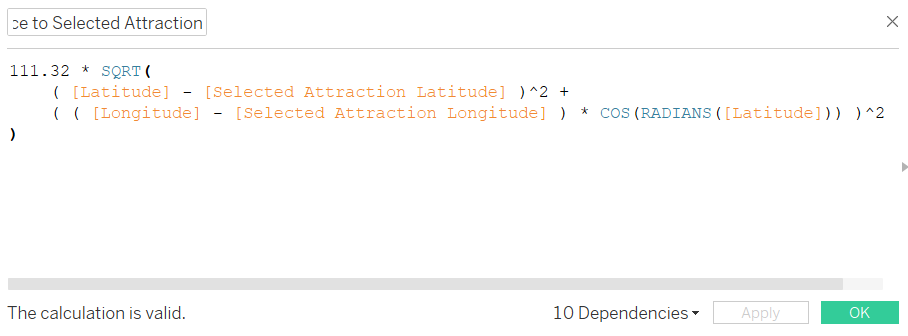 ce to Selected Attraction
111.32 * SQRT(
( [Latitude] - [Selected Attraction Latitude] )^2 +
( ( [Longitude] - [Selected Attraction Longitude] ) * COS(RADIANS([Latitude])) )^2
)
The calculation is valid.
10 Dependencies
Apply
OK